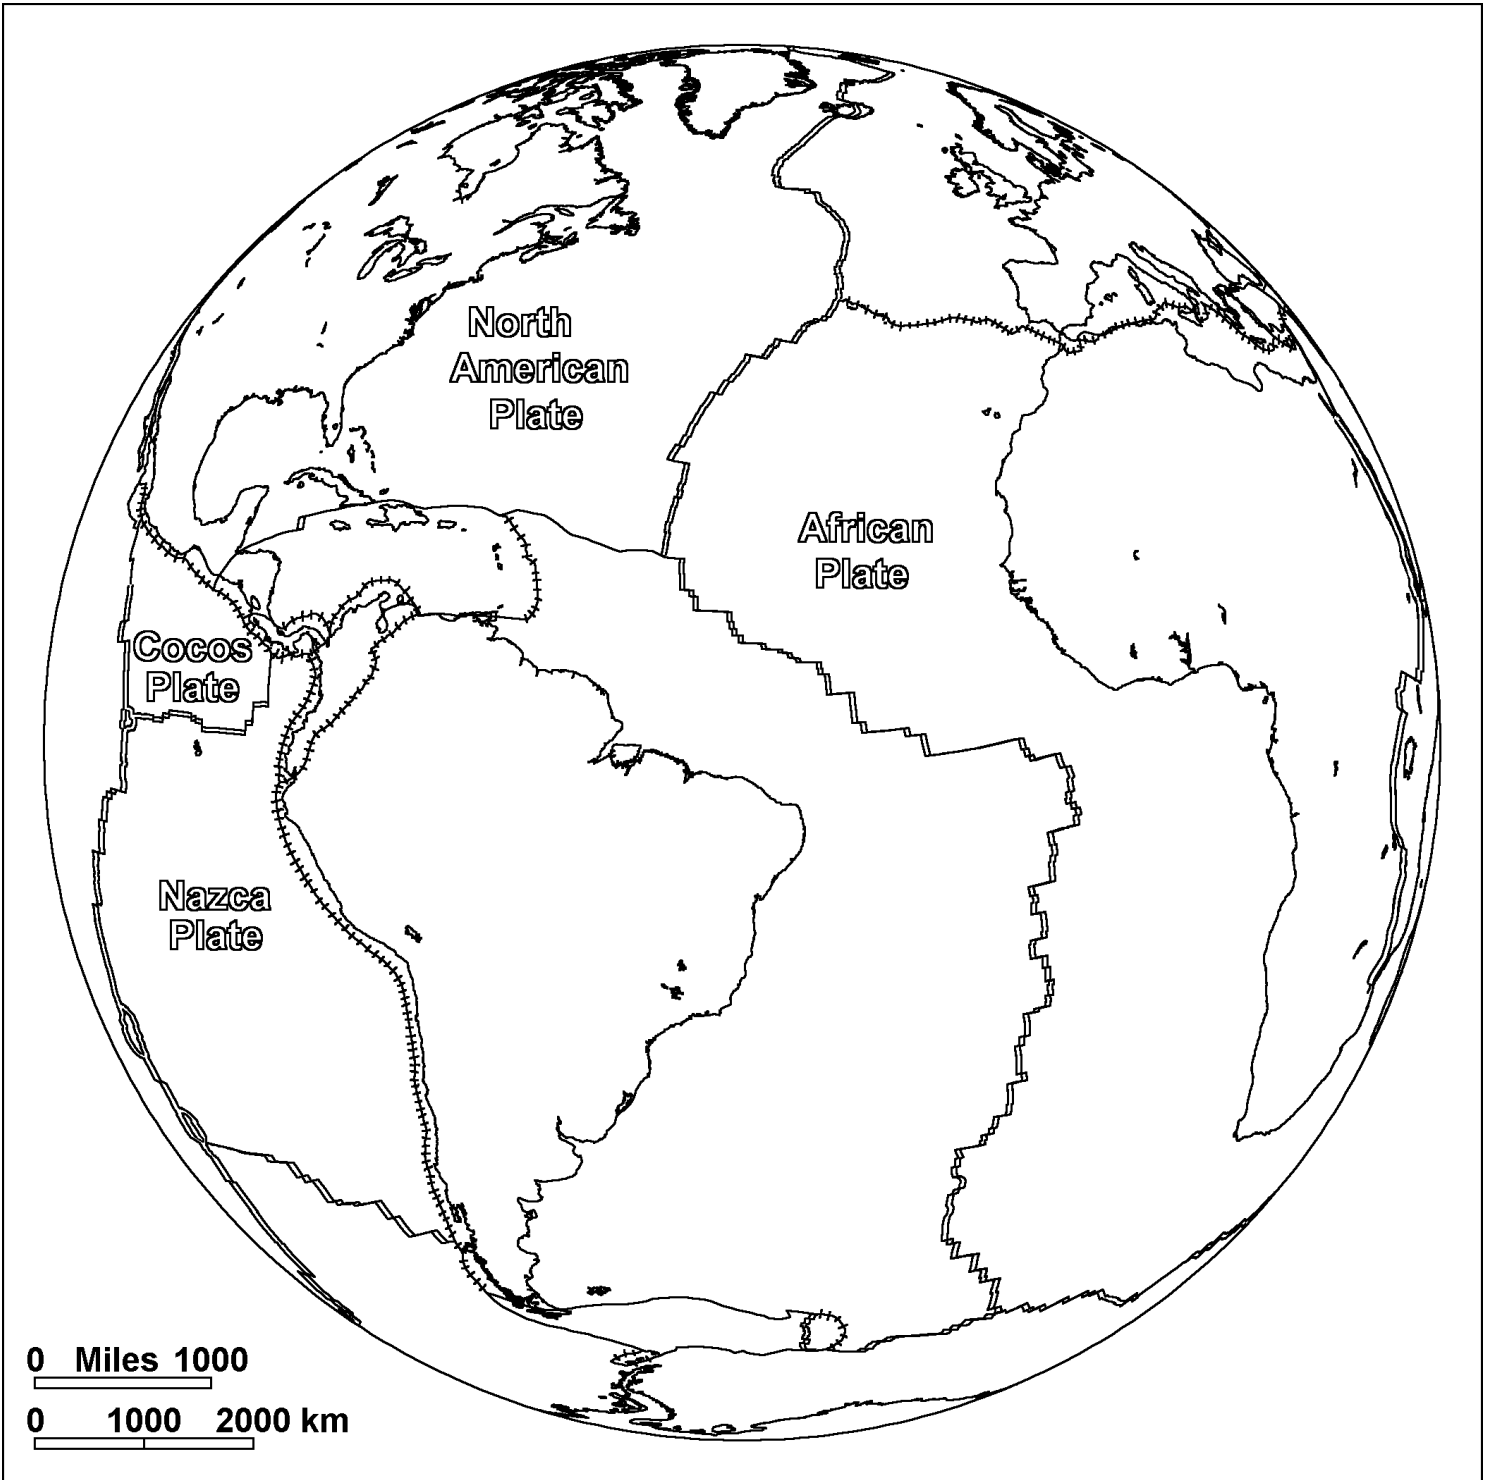 North
American
Plate
African
Plate
Cocos
Plate
Nazca
Plate
0 Miles 1000
0 1000 2000 km